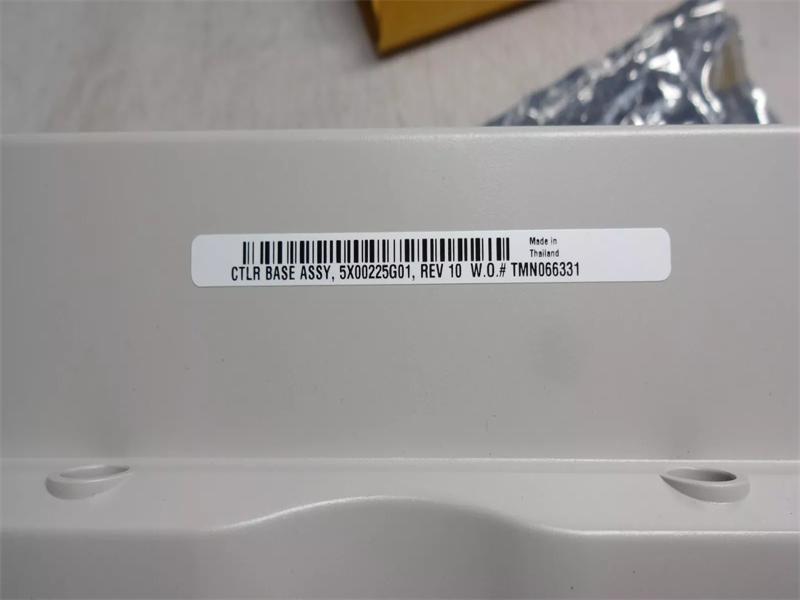 Made in
Thailand
CTLR BASE ASSY, 5X00225G01, REV 10 W.O.# TMN066331